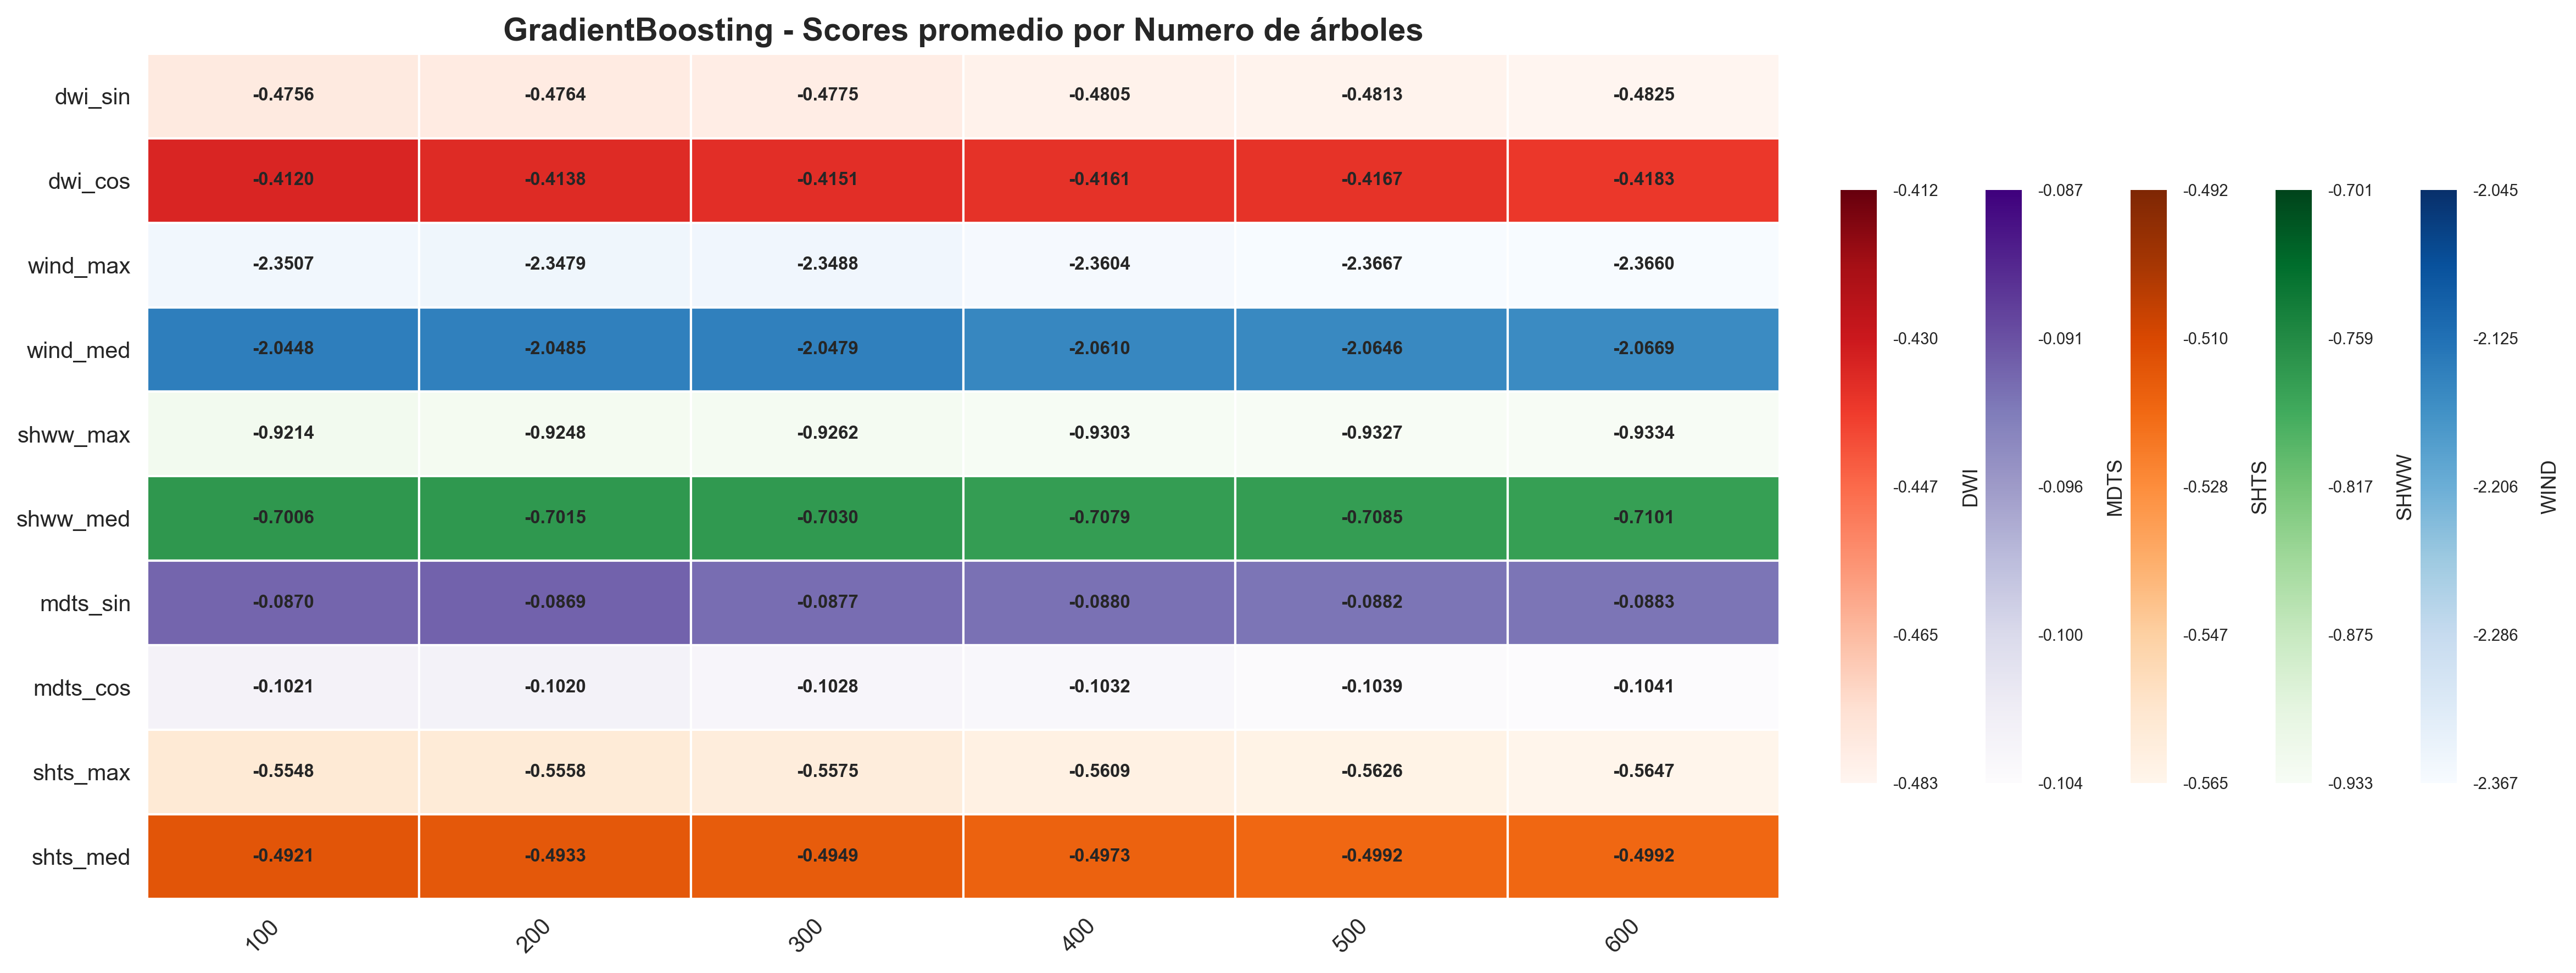 GradientBoosting - Scores promedio por Numero de árboles
dwi_sin -0.4756 -0.4764 -0.4775 -0.4805 -0.4813 -0.4825
dwi_cos -0.4120 -0.4138 -0.4151 -0.4161 -0.4167 -0.4183
wind_max -2.3507 -2.3479 -2.3488 -2.3604 -2.3667 -2.3660
wind_med -2.0448 -2.0485 -2.0479 -2.0610 -2.0646 -2.0669
shww_max -0.9214 -0.9248 -0.9262 -0.9303 -0.9327 -0.9334
shww_med -0.7006 -0.7015 -0.7030 -0.7079 -0.7085 -0.7101
mdts_sin -0.0870 -0.0869 -0.0877 -0.0880 -0.0882 -0.0883
mdts_cos -0.1021 -0.1020 -0.1028 -0.1032 -0.1039 -0.1041
shts_max -0.5548 -0.5558 -0.5575 -0.5609 -0.5626 -0.5647
shts_med -0.4921 -0.4933 -0.4949 -0.4973 -0.4992 -0.4992
100 200 300 400 500 600
-0.412 -0.087 -0.492 -0.701 -2.045
-0.430 -0.091 -0.510 -0.759 -2.125
-0.447 -0.096 -0.528 -0.817 -2.206
-0.465 -0.100 -0.547 -0.875 -2.286
-0.483 -0.104 -0.565 -0.933 -2.367
DWI
MDTS
SHTS
SHWW
WIND